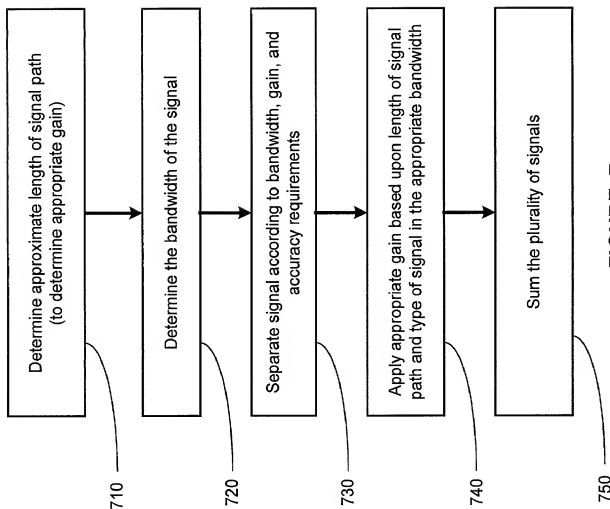 Determine approximate length of signal path
(to determine appropriate gain)
710
Determine the bandwidth of the signal
720
Separate signal according to bandwidth, gain, and
accuracy requirements
730
Apply appropriate gain based upon length of signal
path and type of signal in the appropriate bandwidth
740
Sum the plurality of signals
750